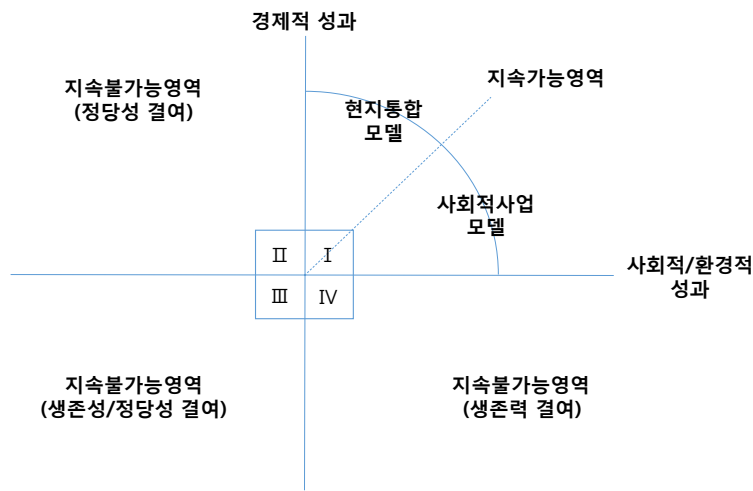 경제적 성과
지속불가능영역
(정당성 결여)
지속가능영역
현지통합
모델
사회적사업
모델
Ⅱ Ⅰ
Ⅲ Ⅳ
사회적/환경적
성과
지속불가능영역
(생존성/정당성 결여)
지속불가능영역
(생존력 결여)